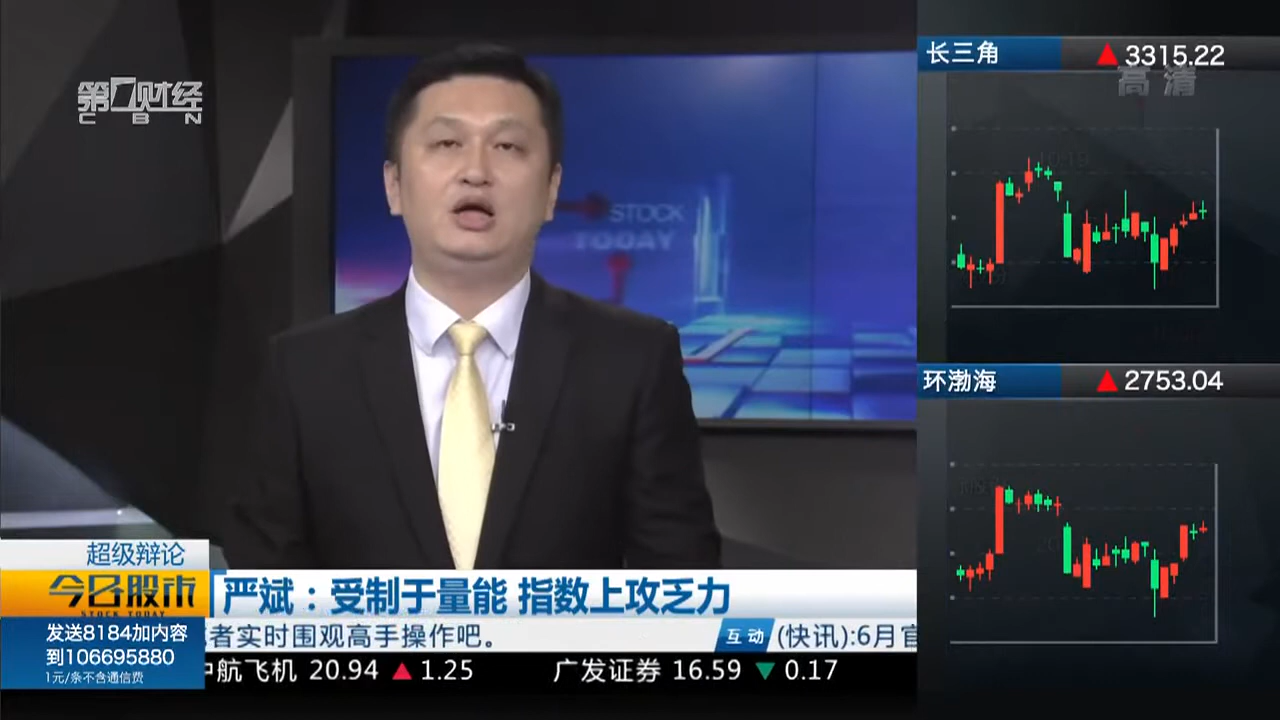 第一财经
CBN
STOCK
TODAY
长三角
3315.22
高清
环渤海
2753.04
超级辩论
今日股市
STOCK TODAY
严斌：受制于量能 指数上攻乏力
发送8184加内容
到106695880
1元/条不含通信费
者实时围观高手操作吧。
互动
(快讯):6月官
中航飞机 20.94 ▲ 1.25 广发证券 16.59 ▼ 0.17